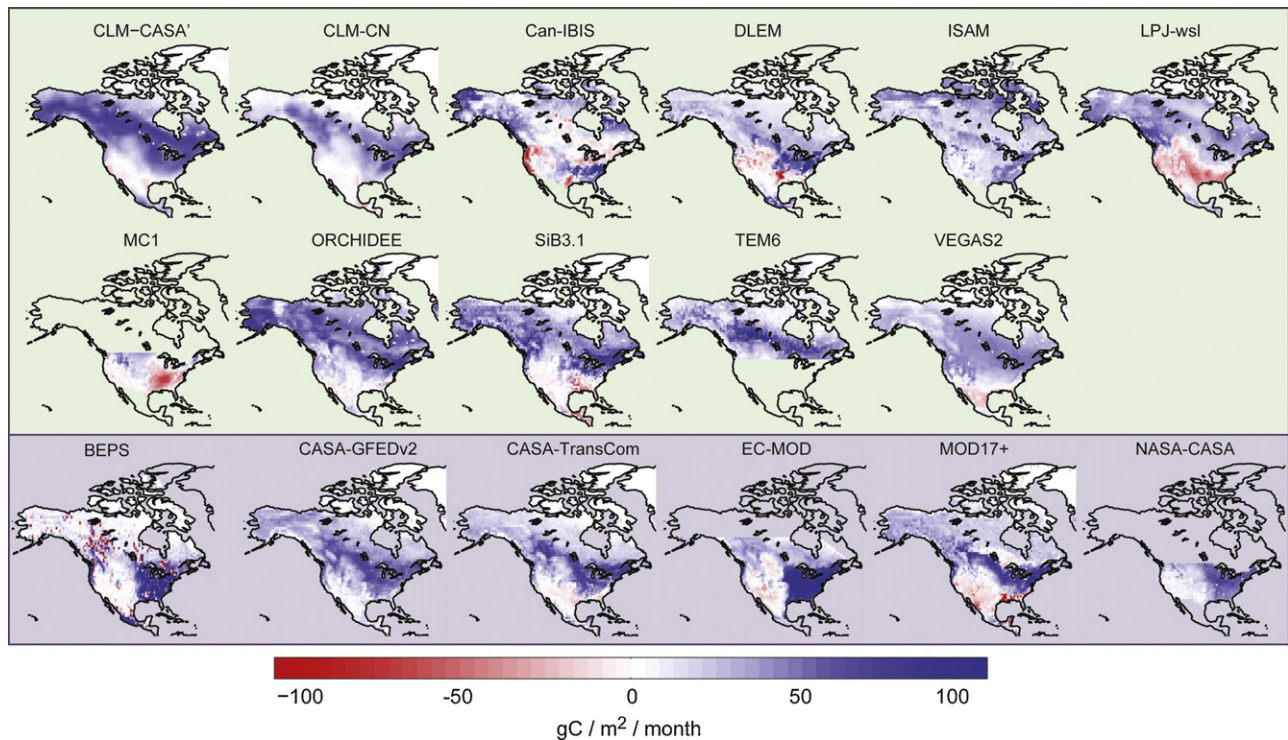 CLM−CASA' CLM-CN Can-IBIS DLEM ISAM LPJ-wsl
MC1 ORCHIDEE SiB3.1 TEM6 VEGAS2
BEPS CASA-GFEDv2 CASA-TransCom EC-MOD MOD17+ NASA-CASA
−100 -50 0 50 100
gC / m² / month